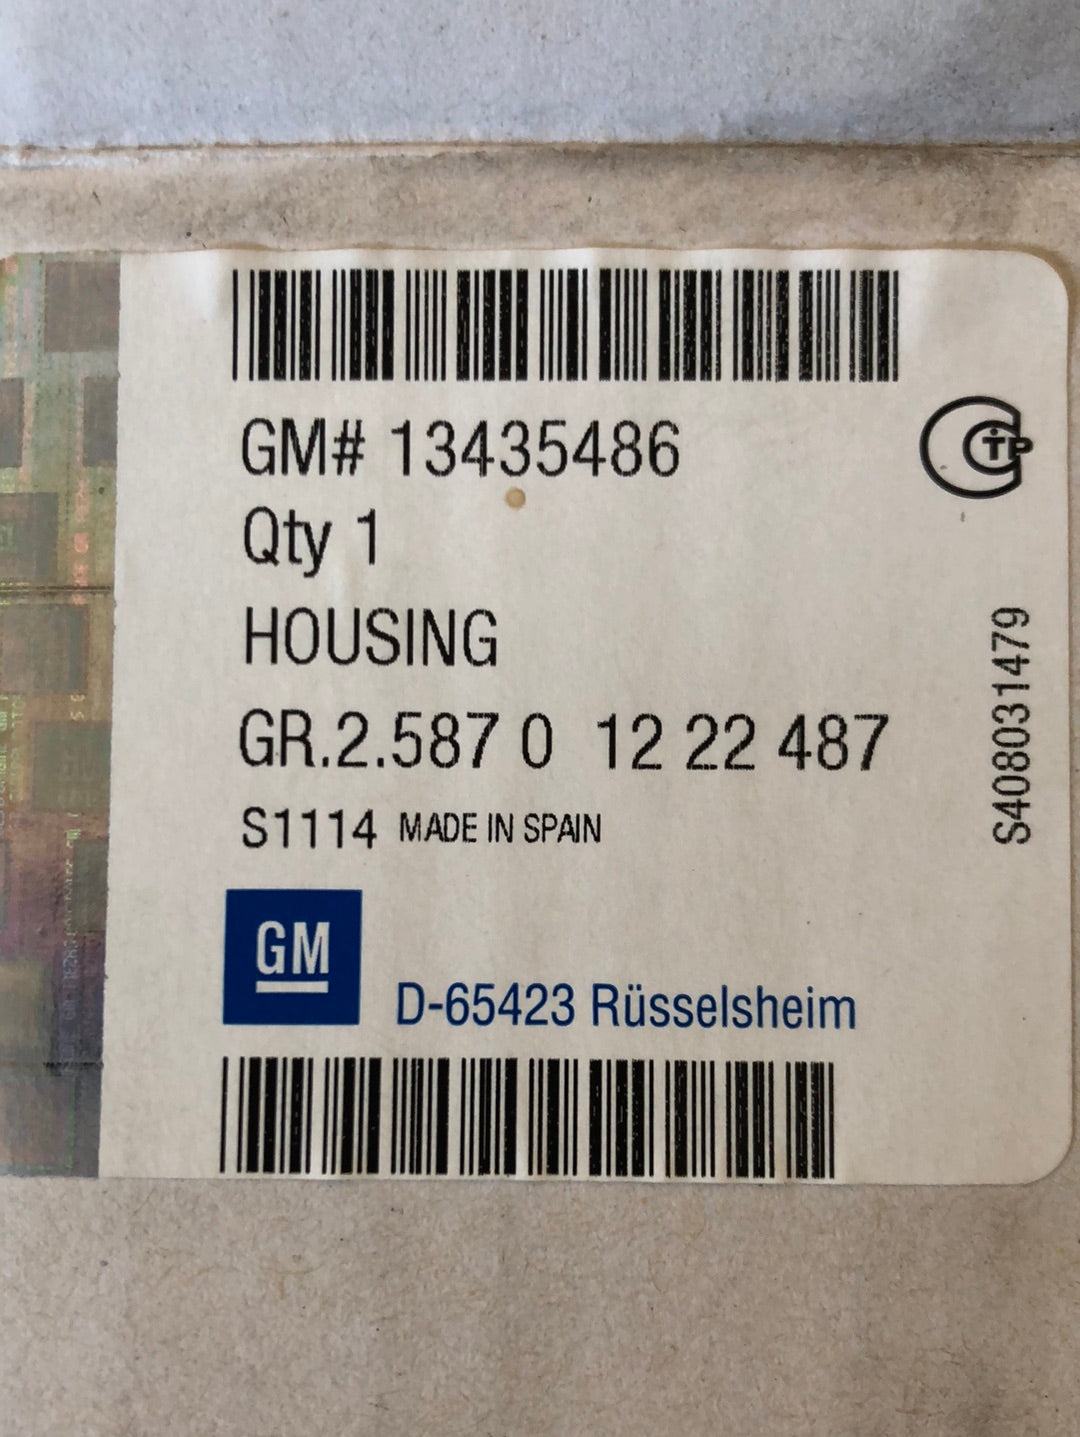 GM# 13435486
Qty 1
HOUSING
GR.2.587 0 12 22 487
S1114 MADE IN SPAIN
GM
D-65423 Rüsselsheim
S408031479